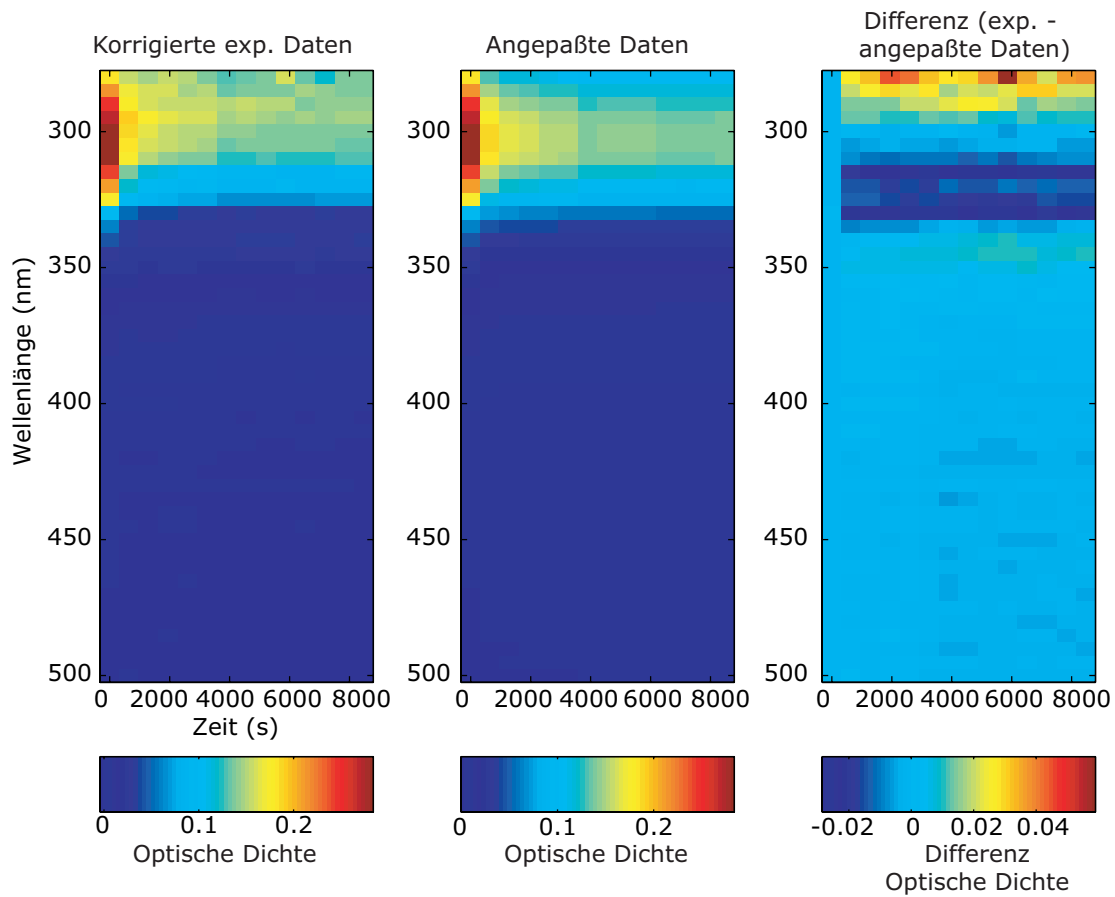 Korrigierte exp. Daten
Angepaßte Daten
Differenz (exp. -
angepaßte Daten)
Wellenlänge (nm)
300
350
400
450
500
0 2000 4000 6000 8000
Zeit (s)
300
350
400
450
500
0 2000 4000 6000 8000
300
350
400
450
500
0 2000 4000 6000 8000
0 0.1 0.2
Optische Dichte
0 0.1 0.2
Optische Dichte
-0.02 0 0.02 0.04
Differenz
Optische Dichte